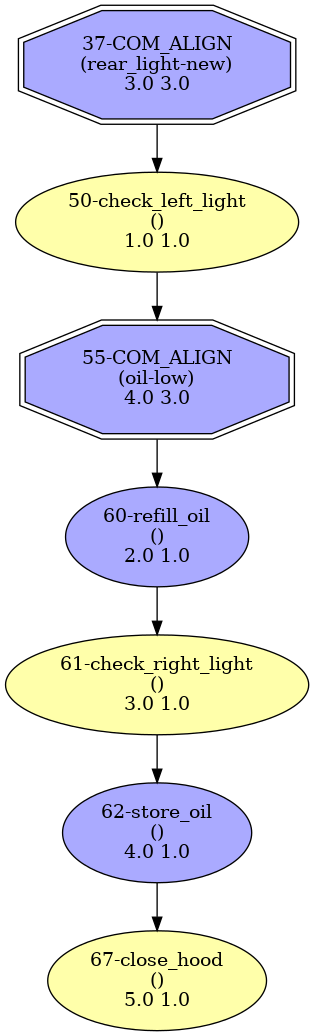 37-COM_ALIGN
(rear_light-new)
3.0 3.0
50-check_left_light
()
1.0 1.0
55-COM_ALIGN
(oil-low)
4.0 3.0
60-refill_oil
()
2.0 1.0
61-check_right_light
()
3.0 1.0
62-store_oil
()
4.0 1.0
67-close_hood
()
5.0 1.0